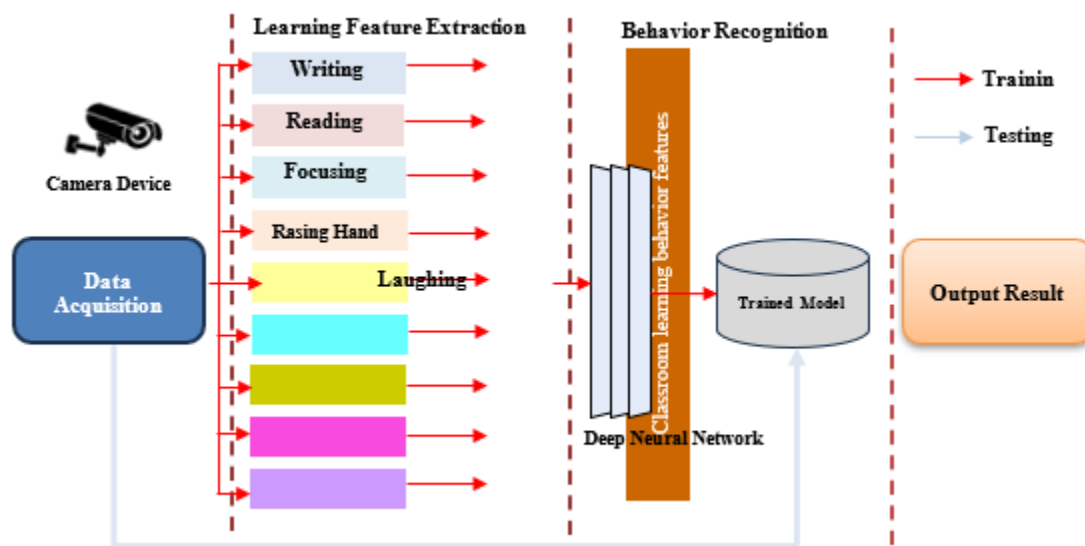 Learning Feature Extraction
Behavior Recognition
Writing
Reading
Focusing
Rasing Hand
Laughing
Camera Device
Data
Acquisition
Classroom learning behavior features
Deep Neural Network
Trained Model
Output Result
Trainin
Testing